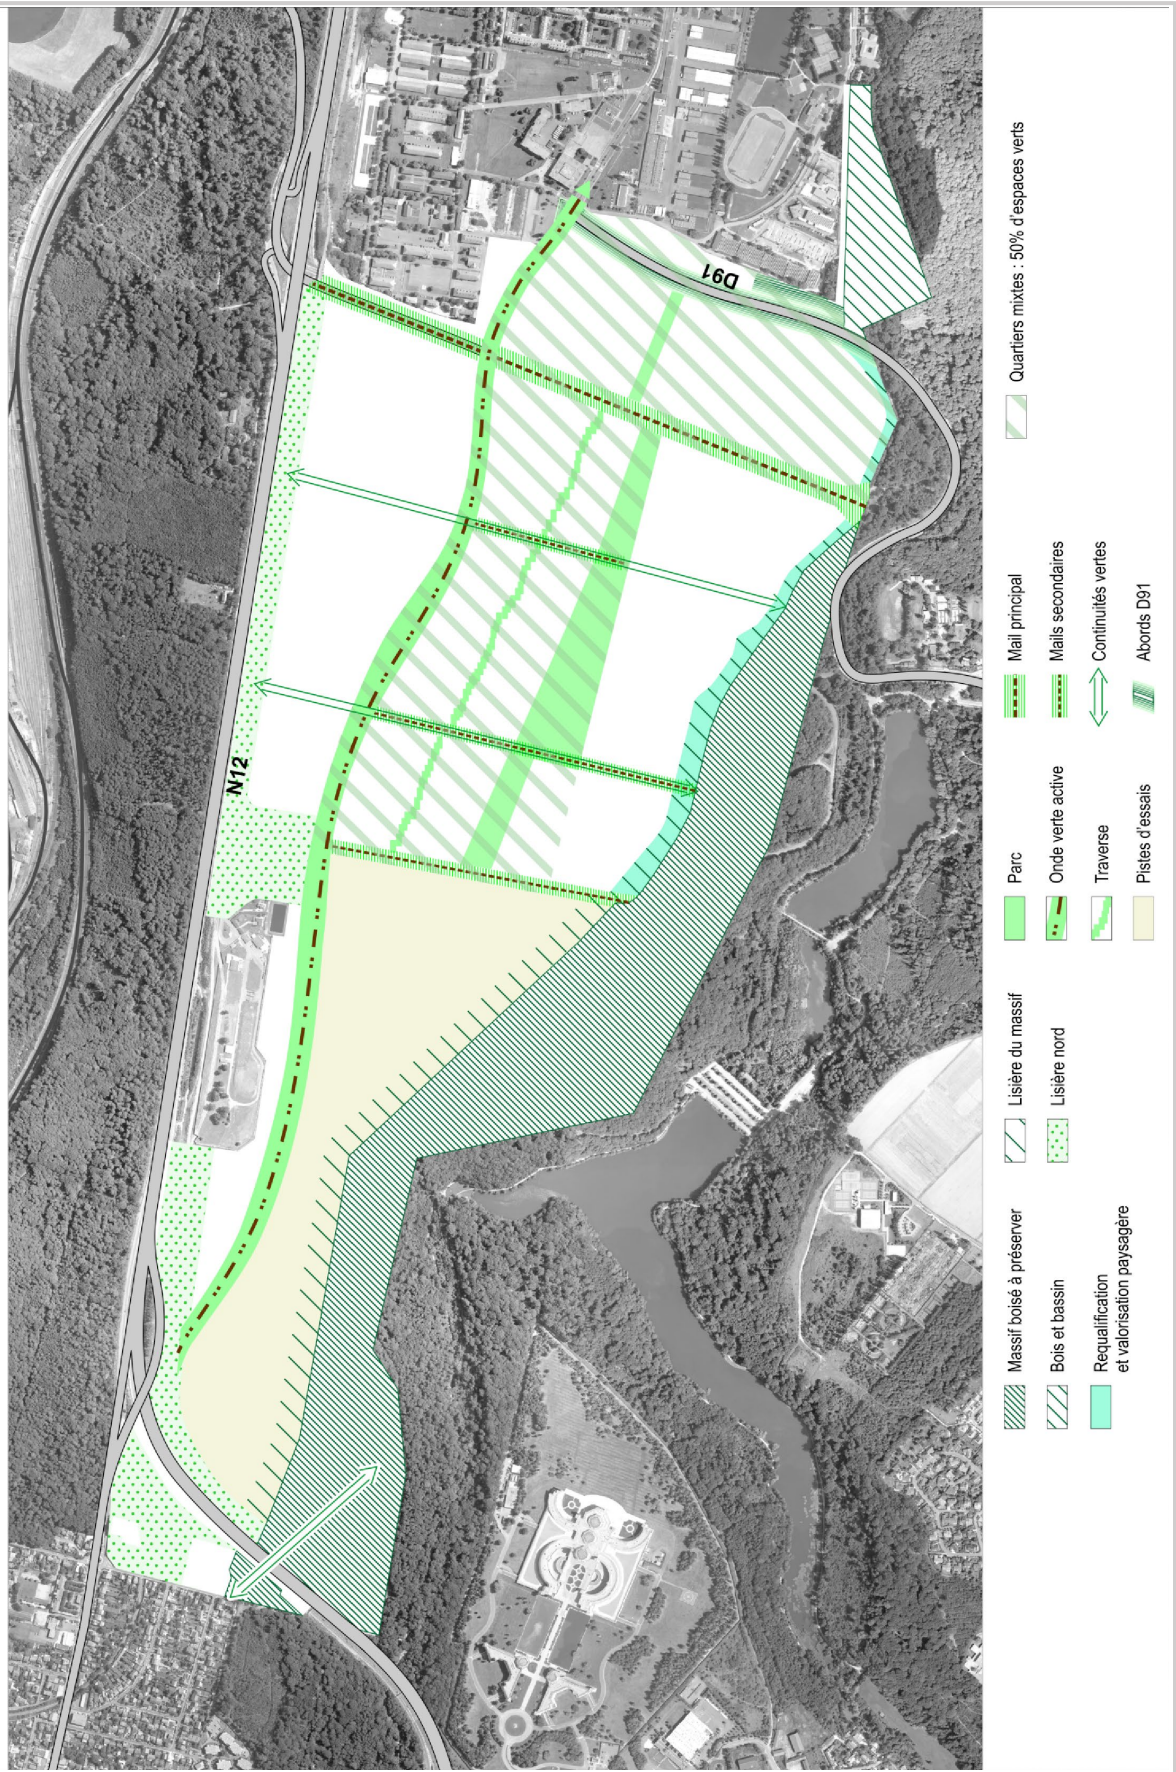 N12
D91
Massif boisé à préserver
Bois et bassin
Requalification
et valorisation paysagère
Lisière du massif
Lisière nord
Parc
Onde verte active
Traverse
Pistes d'essais
Mail principal
Mails secondaires
Continuités vertes
Abords D91
Quartiers mixtes : 50% d'espaces verts